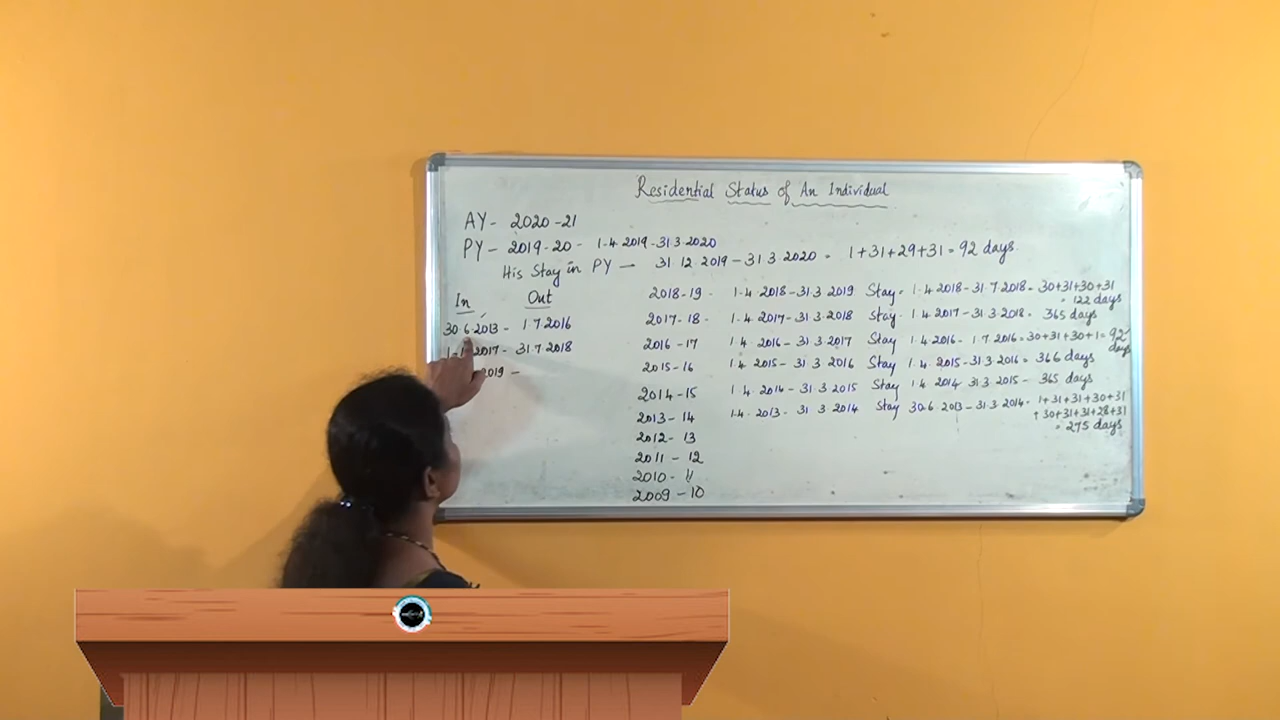 Residential Status of An Individual
AY- 2020-21
PY- 2019-20- 1.4.2019-31.3.2020
His Stay in PY — 31.12.2019-31.3.2020 = 1+31+29+31=92 days.
In Out
30.6.2013- 1.7.2016
2017- 31.7.2018
2019-
2018-19- 1.4.2018-31.3.2019 Stay- 1.4.2018-31.7.2018= 30+31+30+31
= 122 days
2017-18- 1.4.2017-31.3.2018 Stay- 1.4.2017-31.3.2018= 365 days
2016-17 1.4.2016-31.3.2017 Stay 1.4.2016-1.7.2016=30+31+30+1=92
days
2015-16 1.4.2015-31.3.2016 Stay 1.4.2015-31.3.2016= 366 days
2014-15 1.4.2014-31.3.2015 Stay 1.4.2014 31.3.2015- 365 days
2013-14 1.4.2013-31.3.2014 Stay 30.6.2013-31.3.2014= 1+31+31+30+31
+30+31+31+28+31
= 275 days
2012-13
2011-12
2010-11
2009-10